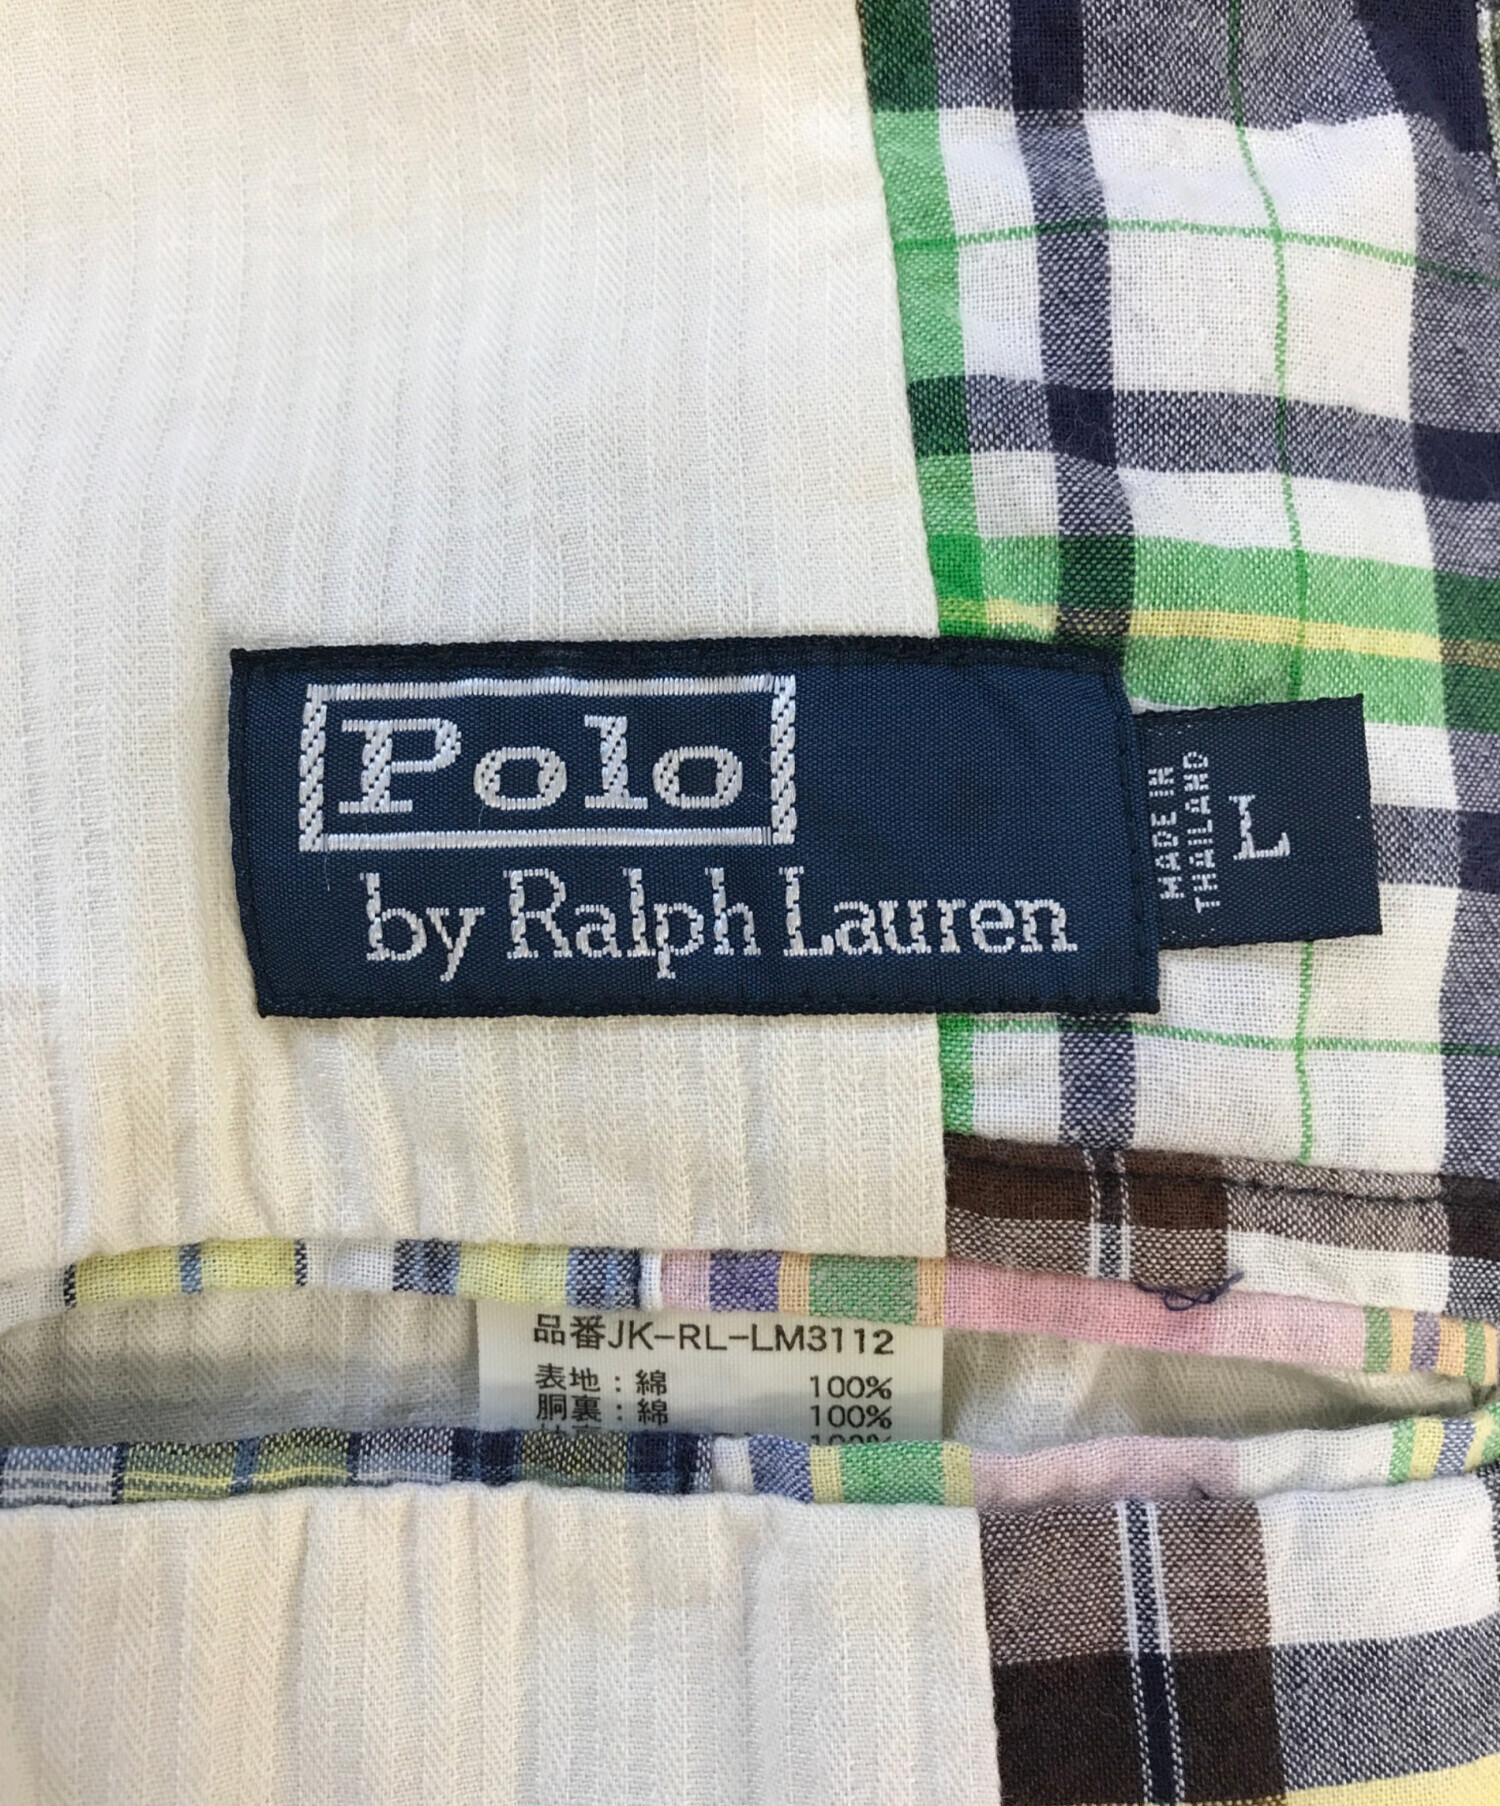 Polo
by Ralph Lauren
MADE IN
THAILAND
L
品番JK-RL-LM3112
表地：綿 100%
胴裏：綿 100%
100%